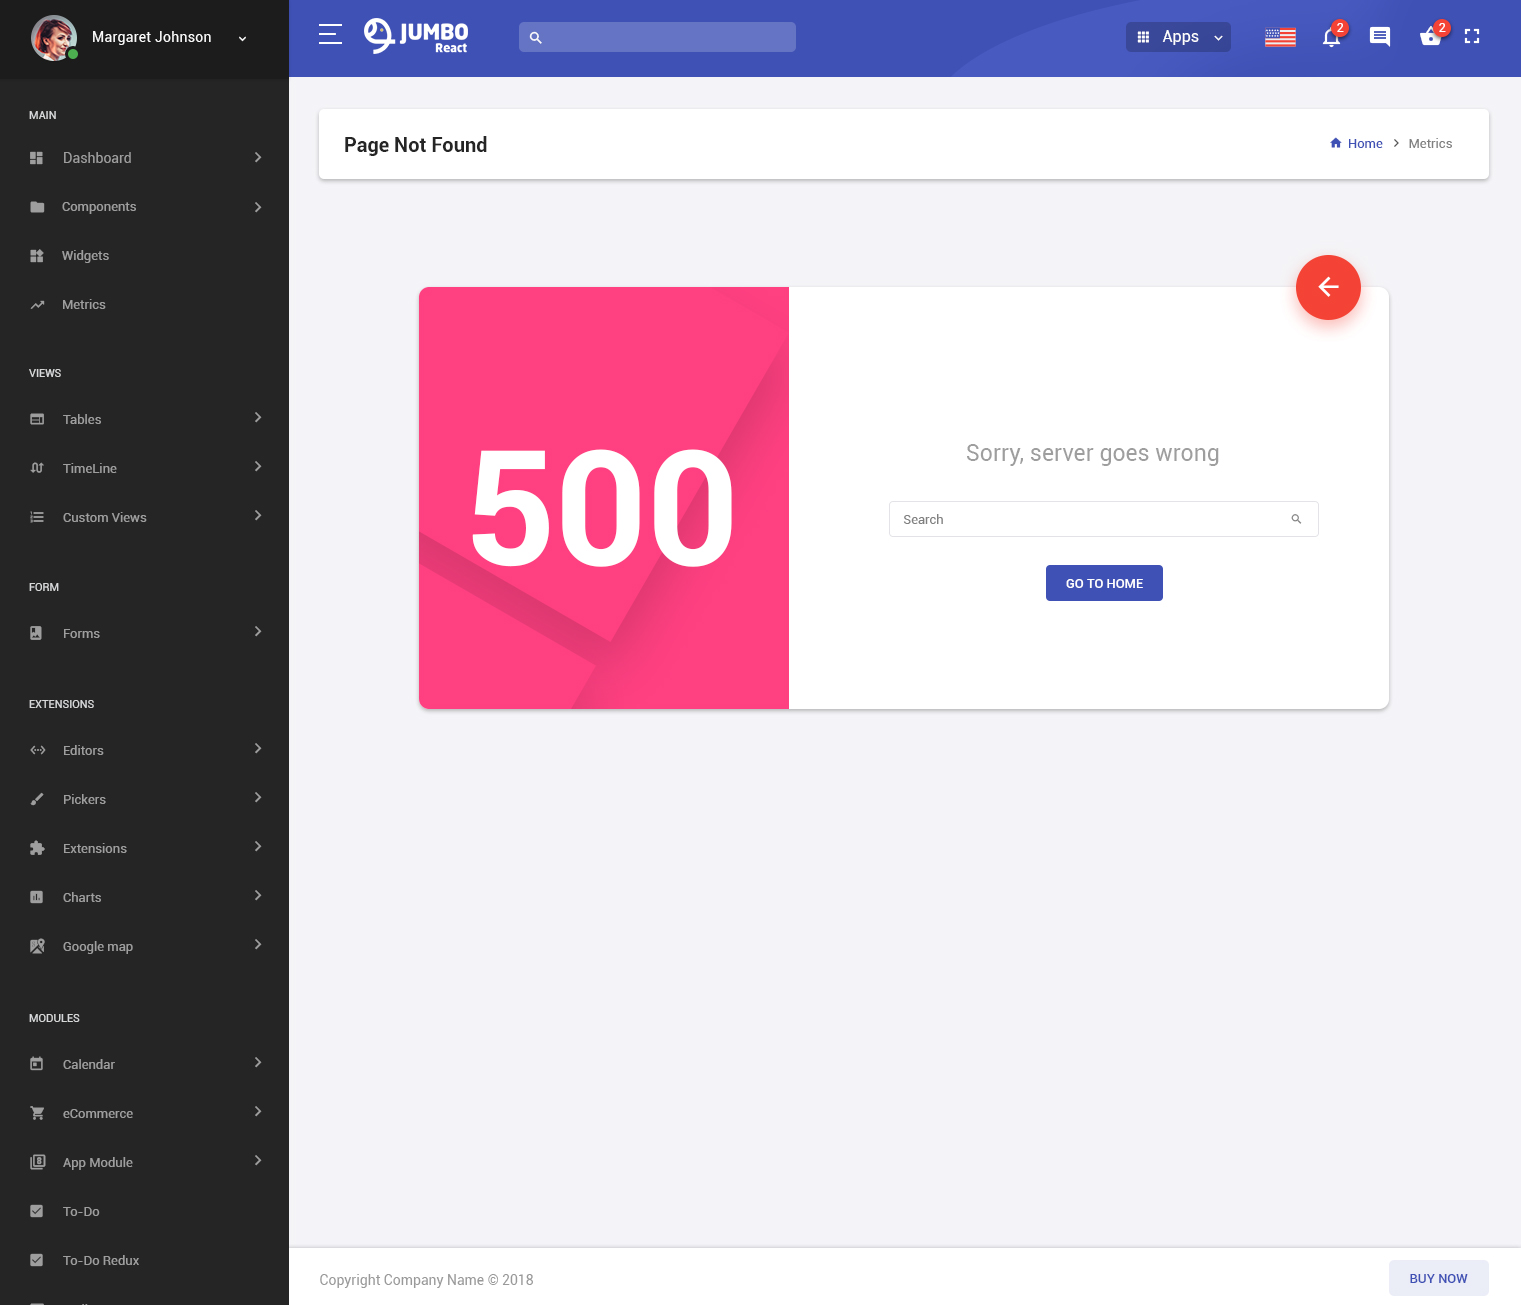 Margaret Johnson
JUMBO
React
Apps
2
2
MAIN
Dashboard
Components
Widgets
Metrics
VIEWS
Tables
TimeLine
Custom Views
FORM
Forms
EXTENSIONS
Editors
Pickers
Extensions
Charts
Google map
MODULES
Calendar
eCommerce
App Module
To-Do
To-Do Redux
Page Not Found
Home
Metrics
500
Sorry, server goes wrong
Search
GO TO HOME
Copyright Company Name © 2018
BUY NOW